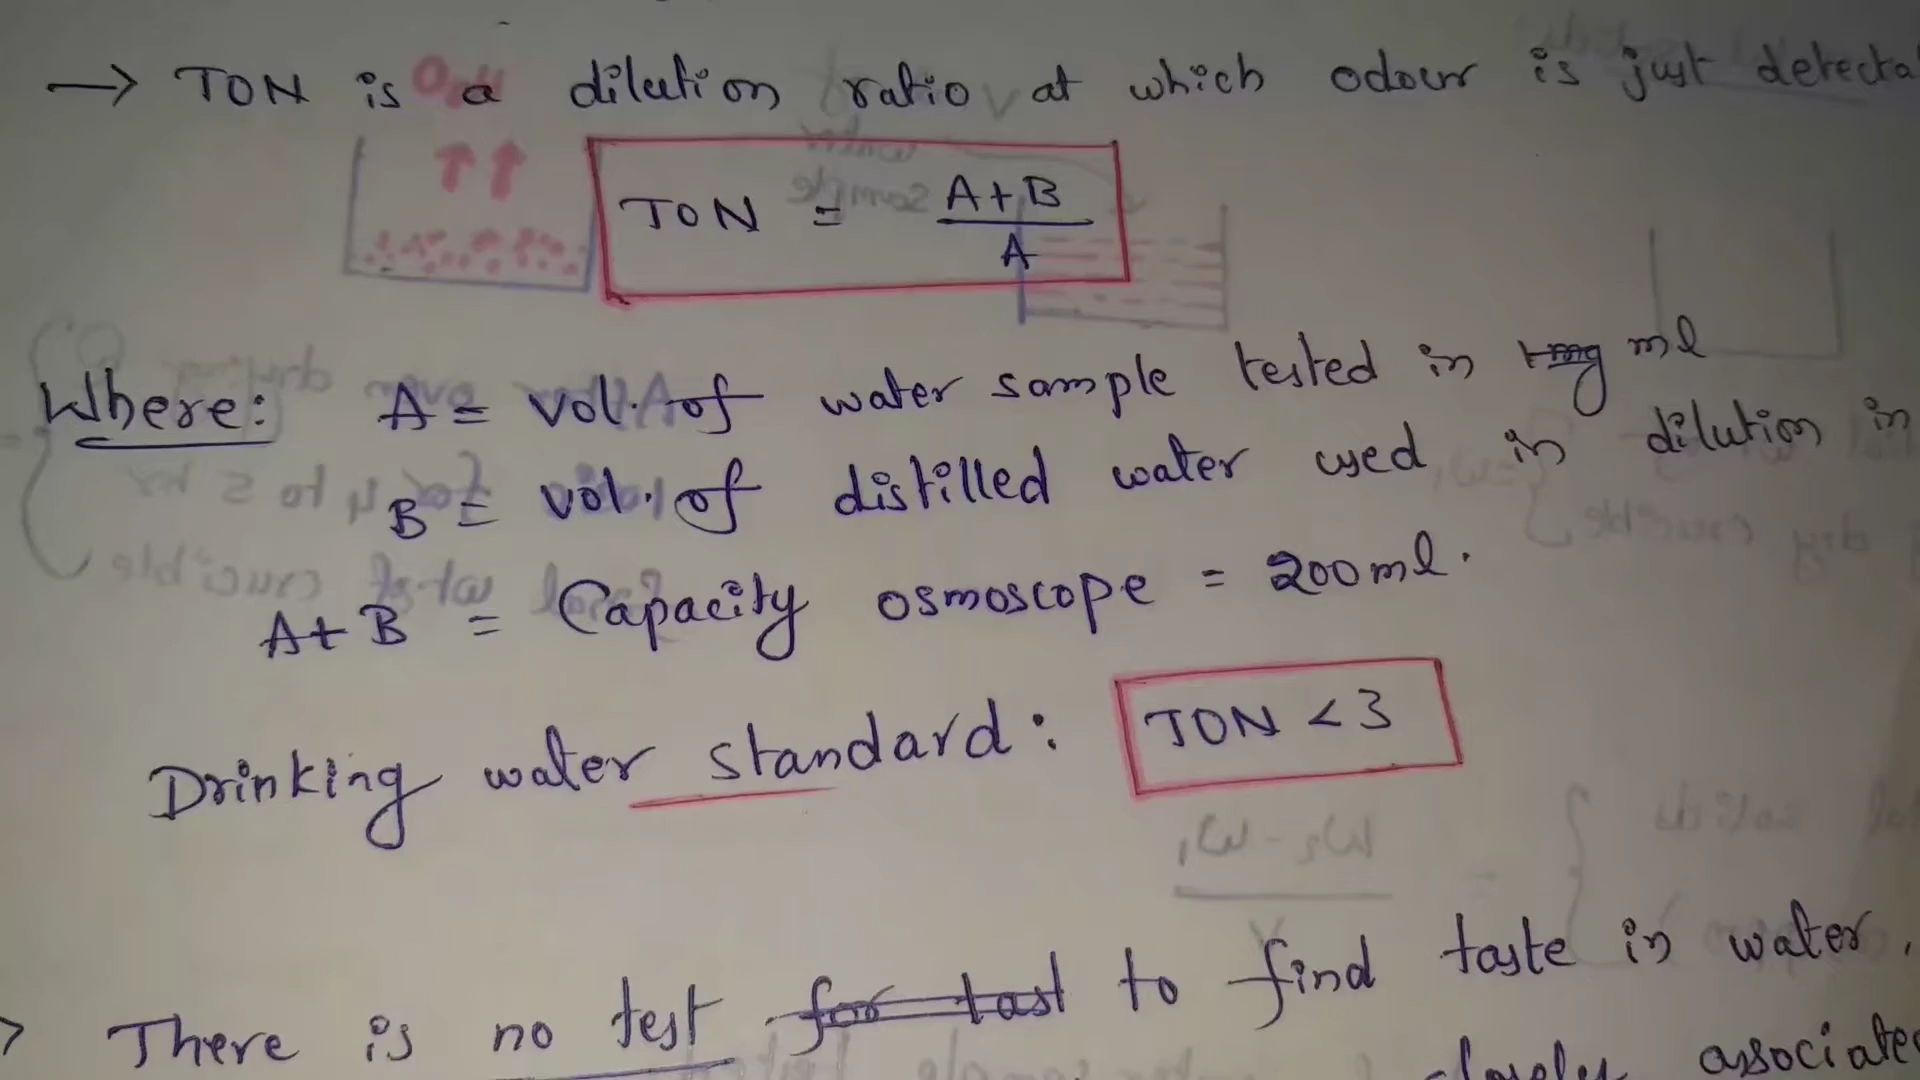 → TON is a dilution ratio at which odour is just detecta
TON = A+B / A
Where: A = vol. of water sample tested in ml
B = vol. of distilled water used in dilution in
A+B = Capacity osmoscope = 200ml.
Drinking water standard: TON <3
There is no test for tast to find taste in water.
closely associate